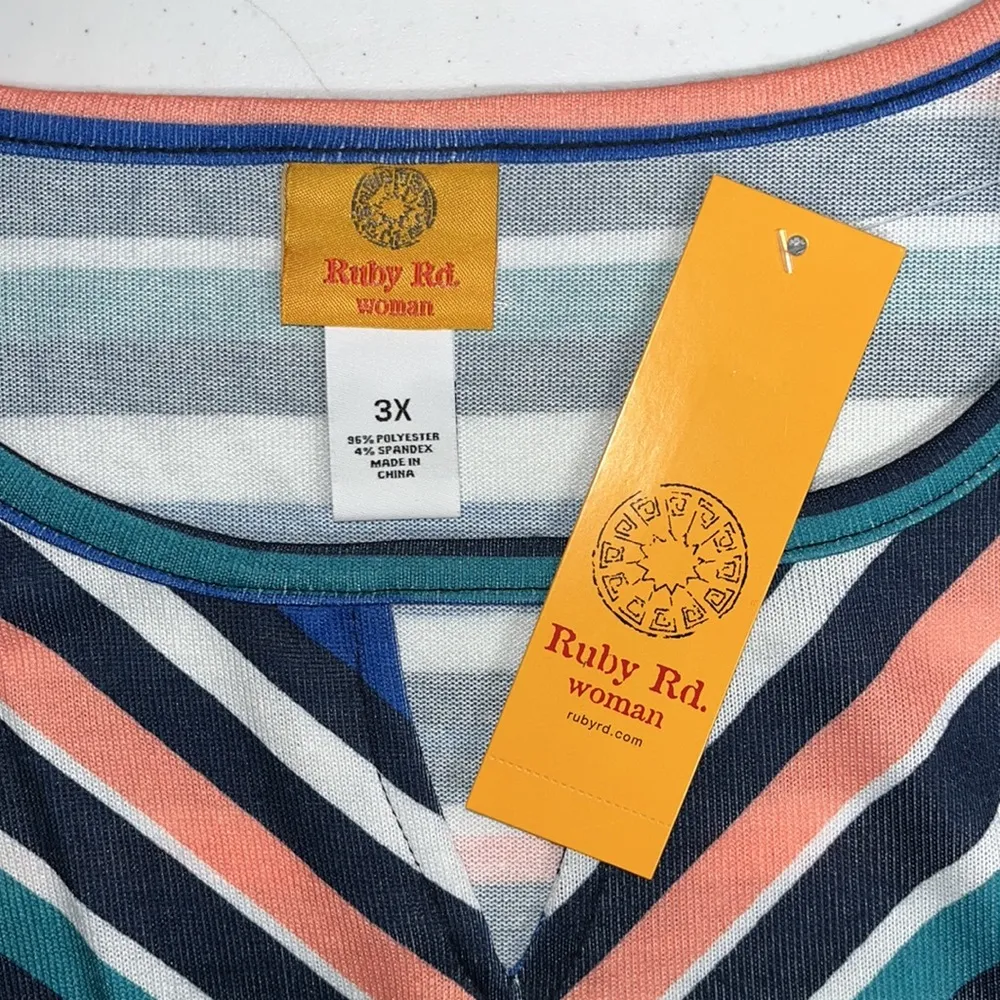 Ruby Rd.
woman
3X
96% POLYESTER
4% SPANDEX
MADE IN
CHINA
Ruby Rd.
woman
rubyrd.com